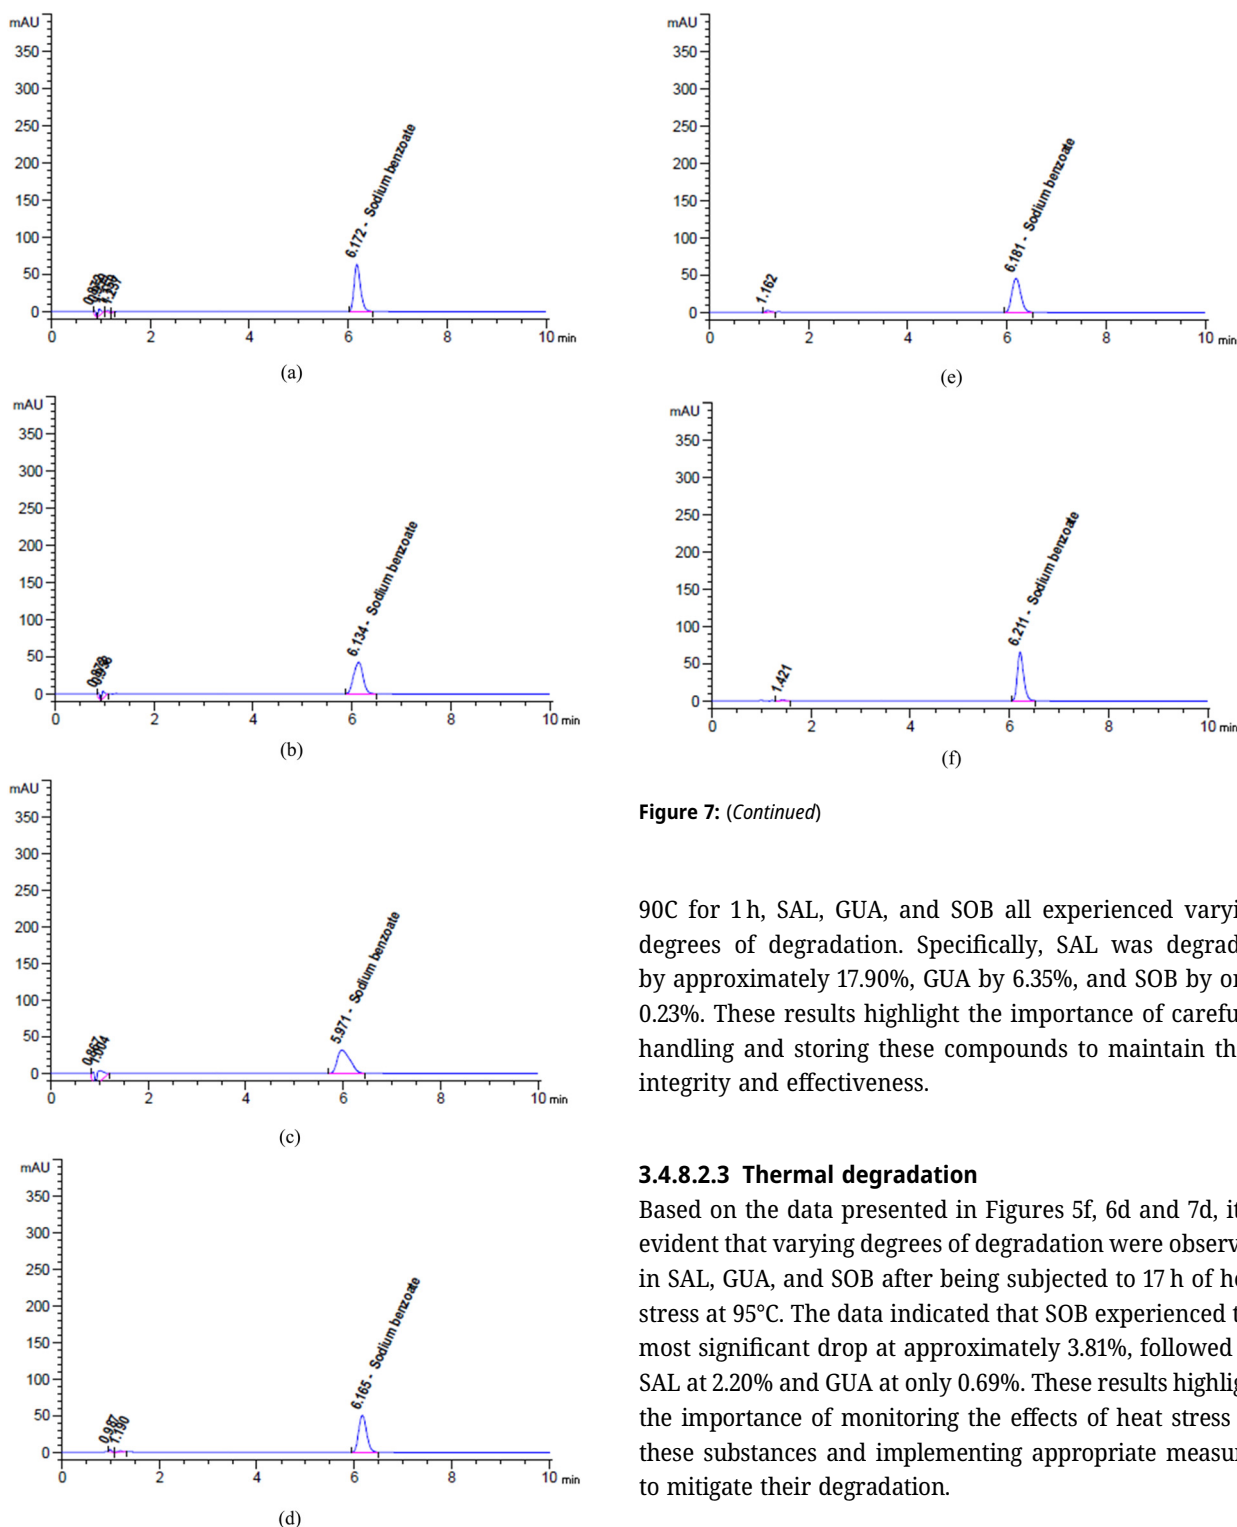 mAU
350
300
250
200
150
100
50
0
6.172 - Sodium benzoate
1.237
0 2 4 6 8 10 min
(a)
mAU
350
300
250
200
150
100
50
0
0.938
6.134 - Sodium benzoate
0 2 4 6 8 10 min
(b)
mAU
350
300
250
200
150
100
50
0
0.867
1.004
5.971 - Sodium benzoate
0 2 4 6 8 10 min
(c)
mAU
350
300
250
200
150
100
50
0
0.987
1.190
6.165 - Sodium benzoate
0 2 4 6 8 10 min
(d)
mAU
350
300
250
200
150
100
50
0
1.162
6.181 - Sodium benzoate
0 2 4 6 8 10 min
(e)
mAU
350
300
250
200
150
100
50
0
1.421
6.211 - Sodium benzoate
0 2 4 6 8 10 min
(f)
Figure 7: (Continued)
90C for 1 h, SAL, GUA, and SOB all experienced varyi
degrees of degradation. Specifically, SAL was degrad
by approximately 17.90%, GUA by 6.35%, and SOB by or
0.23%. These results highlight the importance of carefu
handling and storing these compounds to maintain th
integrity and effectiveness.
3.4.8.2.3 Thermal degradation
Based on the data presented in Figures 5f, 6d and 7d, it
evident that varying degrees of degradation were observ
in SAL, GUA, and SOB after being subjected to 17 h of he
stress at 95°C. The data indicated that SOB experienced t
most significant drop at approximately 3.81%, followed
SAL at 2.20% and GUA at only 0.69%. These results highlig
the importance of monitoring the effects of heat stress
these substances and implementing appropriate measu
to mitigate their degradation.